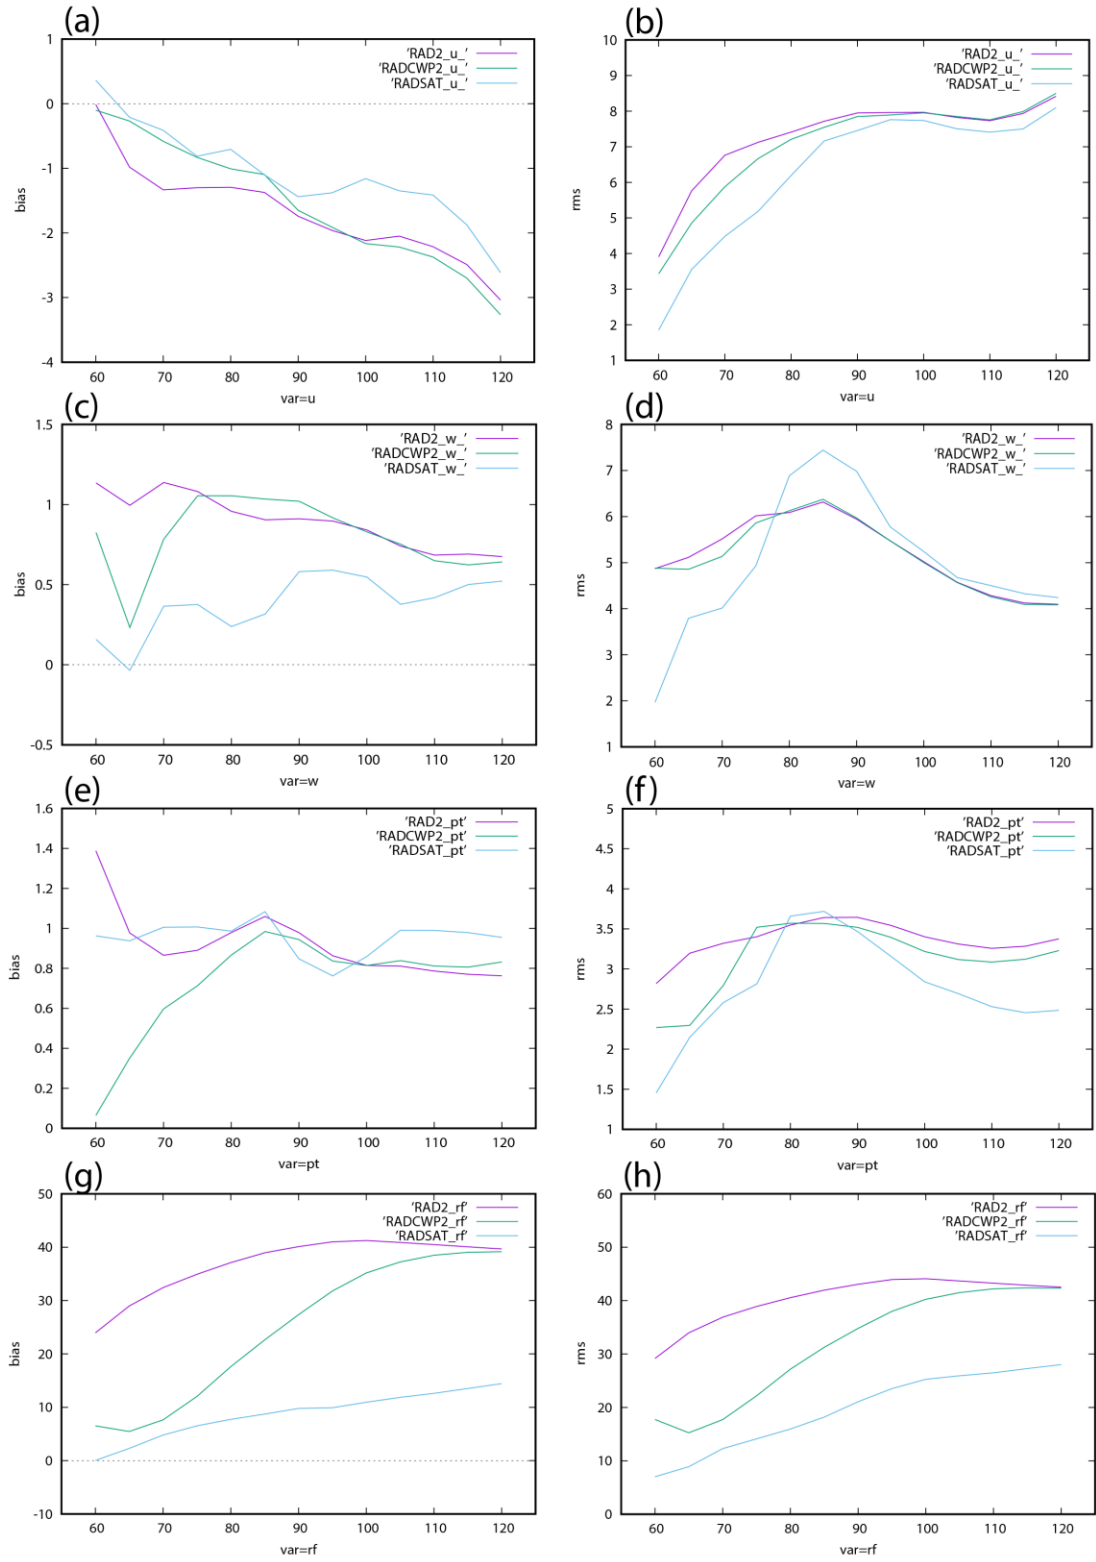 (a)
1
0
-1
-2
-3
-4
bias
'RAD2_u_'
'RADCWP2_u_'
'RADSAT_u_'
60 70 80 90 100 110 120
var=u
(b)
10
9
8
7
6
5
4
3
2
1
rms
'RAD2_u_'
'RADCWP2_u_'
'RADSAT_u_'
60 70 80 90 100 110 120
var=u
(c)
1.5
1
0.5
0
-0.5
bias
'RAD2_w_'
'RADCWP2_w_'
'RADSAT_w_'
60 70 80 90 100 110 120
var=w
(d)
8
7
6
5
4
3
2
1
rms
'RAD2_w_'
'RADCWP2_w_'
'RADSAT_w_'
60 70 80 90 100 110 120
var=w
(e)
1.6
1.4
1.2
1
0.8
0.6
0.4
0.2
0
bias
'RAD2_pt'
'RADCWP2_pt'
'RADSAT_pt'
60 70 80 90 100 110 120
var=pt
(f)
5
4.5
4
3.5
3
2.5
2
1.5
1
rms
'RAD2_pt'
'RADCWP2_pt'
'RADSAT_pt'
60 70 80 90 100 110 120
var=pt
(g)
50
40
30
20
10
0
-10
bias
'RAD2_rf'
'RADCWP2_rf'
'RADSAT_rf'
60 70 80 90 100 110 120
var=rf
(h)
60
50
40
30
20
10
0
rms
'RAD2_rf'
'RADCWP2_rf'
'RADSAT_rf'
60 70 80 90 100 110 120
var=rf